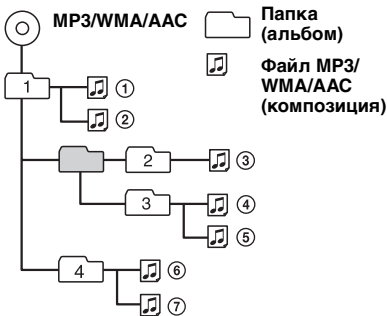 MP3/WMA/AAC
Папка
(альбом)
Файл MP3/
WMA/AAC
(композиция)
1
①
②
2
③
3
④
⑤
4
⑥
⑦